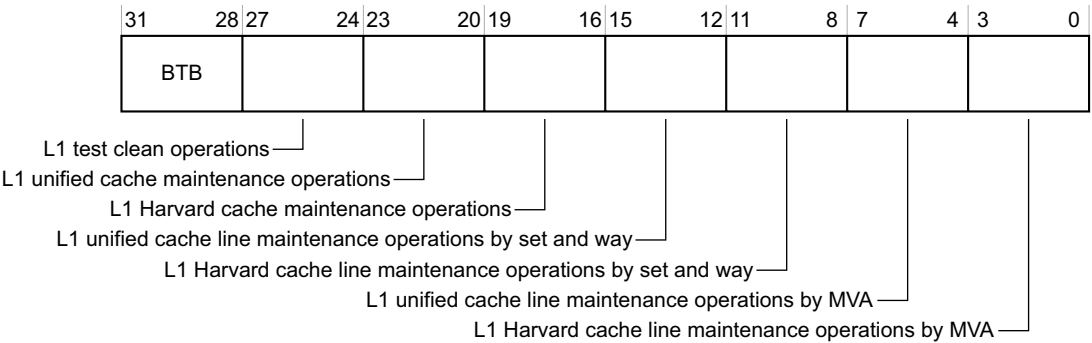 31 28 27 24 23 20 19 16 15 12 11 8 7 4 3 0
BTB
L1 test clean operations
L1 unified cache maintenance operations
L1 Harvard cache maintenance operations
L1 unified cache line maintenance operations by set and way
L1 Harvard cache line maintenance operations by set and way
L1 unified cache line maintenance operations by MVA
L1 Harvard cache line maintenance operations by MVA